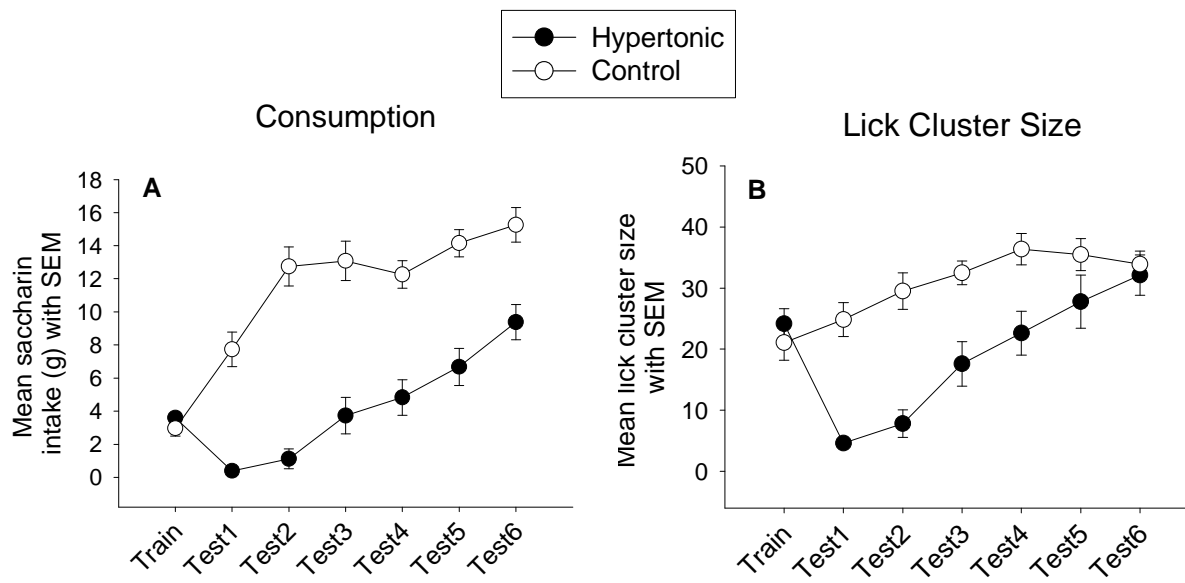 Hypertonic
Control
Consumption
Lick Cluster Size
A
Mean saccharin
intake (g) with SEM
18
16
14
12
10
8
6
4
2
0
Train
Test1
Test2
Test3
Test4
Test5
Test6
B
Mean lick cluster size
with SEM
50
40
30
20
10
0
Train
Test1
Test2
Test3
Test4
Test5
Test6